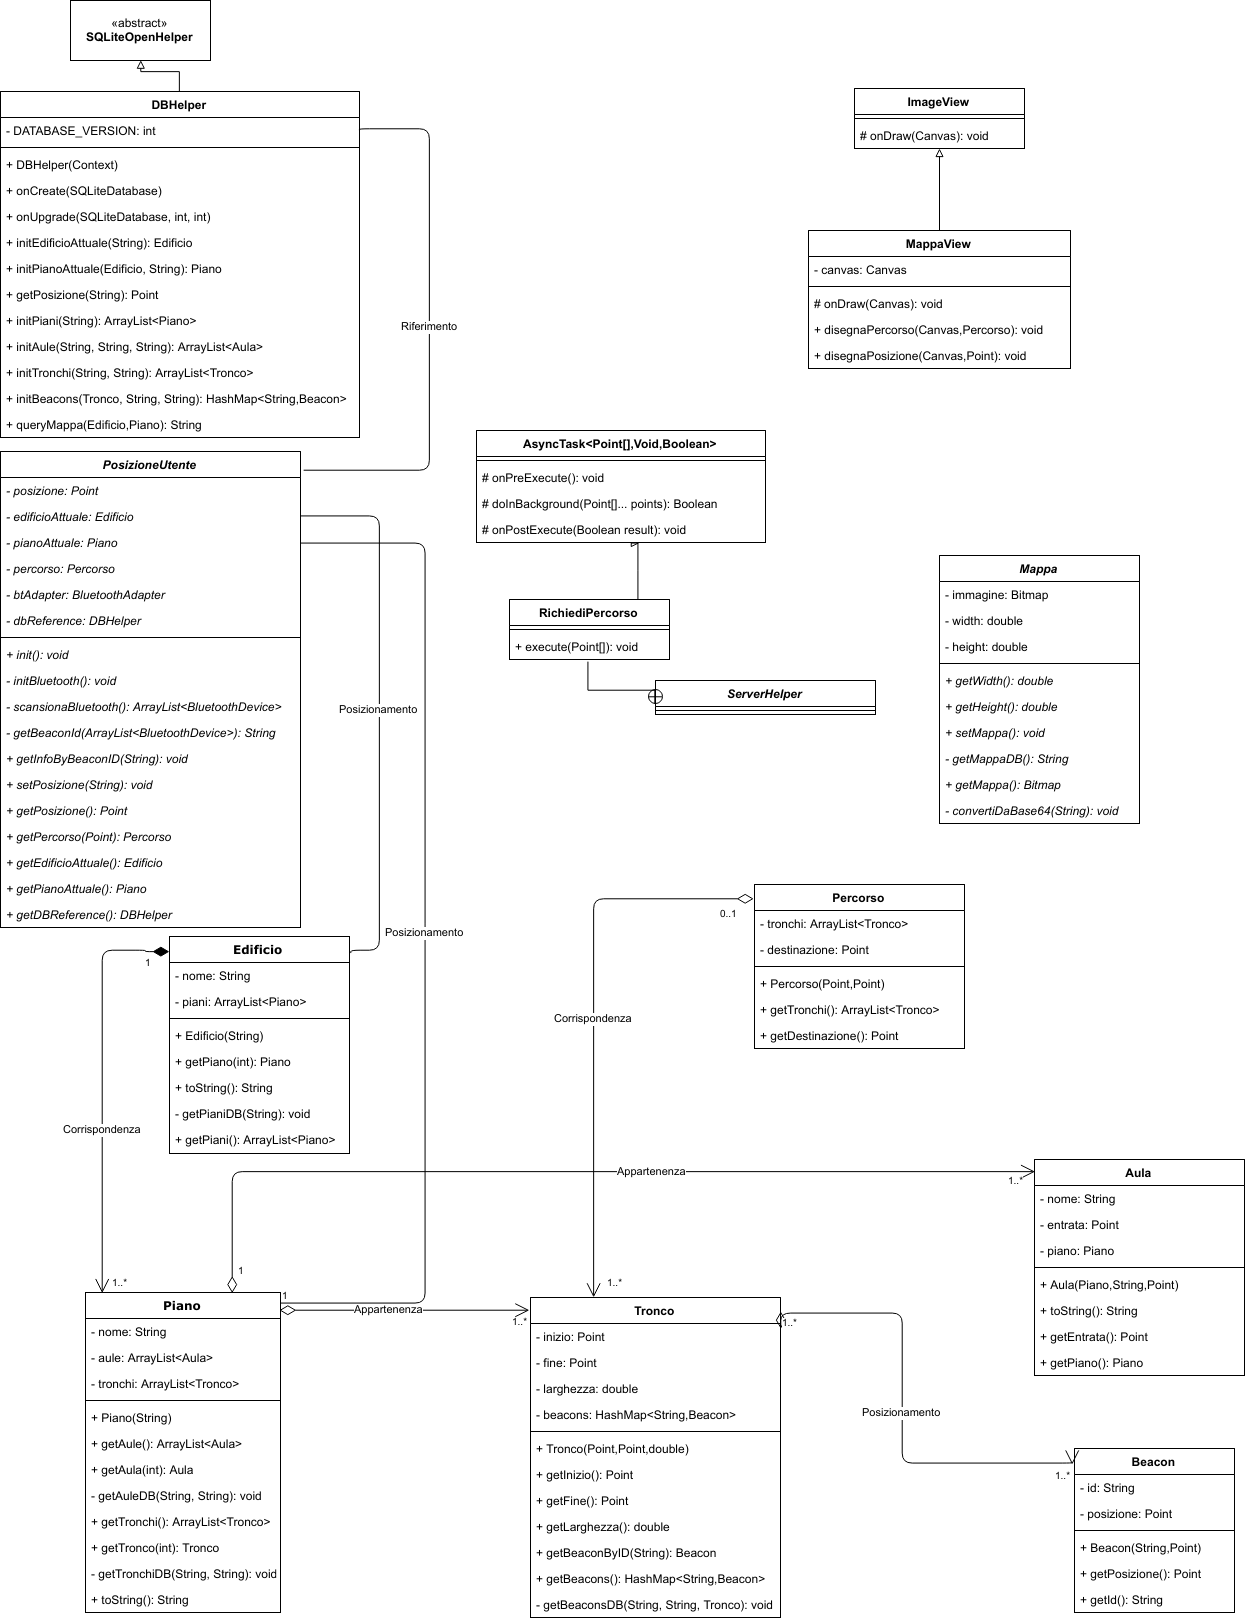 «abstract»
SQLiteOpenHelper
DBHelper
- DATABASE_VERSION: int
+ DBHelper(Context)
+ onCreate(SQLiteDatabase)
+ onUpgrade(SQLiteDatabase, int, int)
+ initEdificioAttuale(String): Edificio
+ initPianoAttuale(Edificio, String): Piano
+ getPosizione(String): Point
+ initPiani(String): ArrayList<Piano>
+ initAule(String, String, String): ArrayList<Aula>
+ initTronchi(String, String): ArrayList<Tronco>
+ initBeacons(Tronco, String, String): HashMap<String,Beacon>
+ queryMappa(Edificio,Piano): String
Riferimento
ImageView
# onDraw(Canvas): void
MappaView
- canvas: Canvas
# onDraw(Canvas): void
+ disegnaPercorso(Canvas,Percorso): void
+ disegnaPosizione(Canvas,Point): void
PosizioneUtente
- posizione: Point
- edificioAttuale: Edificio
- pianoAttuale: Piano
- percorso: Percorso
- btAdapter: BluetoothAdapter
- dbReference: DBHelper
+ init(): void
- initBluetooth(): void
- scansionaBluetooth(): ArrayList<BluetoothDevice>
- getBeaconId(ArrayList<BluetoothDevice>): String
+ getInfoByBeaconID(String): void
+ setPosizione(String): void
+ getPosizione(): Point
+ getPercorso(Point): Percorso
+ getEdificioAttuale(): Edificio
+ getPianoAttuale(): Piano
+ getDBReference(): DBHelper
Posizionamento
Posizionamento
AsyncTask<Point[],Void,Boolean>
# onPreExecute(): void
# doInBackground(Point[]... points): Boolean
# onPostExecute(Boolean result): void
RichiediPercorso
+ execute(Point[]): void
ServerHelper
Mappa
- immagine: Bitmap
- width: double
- height: double
+ getWidth(): double
+ getHeight(): double
+ setMappa(): void
- getMappaDB(): String
+ getMappa(): Bitmap
- convertiDaBase64(String): void
Percorso
- tronchi: ArrayList<Tronco>
- destinazione: Point
+ Percorso(Point,Point)
+ getTronchi(): ArrayList<Tronco>
+ getDestinazione(): Point
0..1
Corrispondenza
1..*
Edificio
- nome: String
- piani: ArrayList<Piano>
+ Edificio(String)
+ getPiano(int): Piano
+ toString(): String
- getPianiDB(String): void
+ getPiani(): ArrayList<Piano>
1
Corrispondenza
1..*
Appartenenza
1
1..*
Aula
- nome: String
- entrata: Point
- piano: Piano
+ Aula(Piano,String,Point)
+ toString(): String
+ getEntrata(): Point
+ getPiano(): Piano
Piano
- nome: String
- aule: ArrayList<Aula>
- tronchi: ArrayList<Tronco>
+ Piano(String)
+ getAule(): ArrayList<Aula>
+ getAula(int): Aula
- getAuleDB(String, String): void
+ getTronchi(): ArrayList<Tronco>
+ getTronco(int): Tronco
- getTronchiDB(String, String): void
+ toString(): String
1
Appartenenza
1..*
Tronco
- inizio: Point
- fine: Point
- larghezza: double
- beacons: HashMap<String,Beacon>
+ Tronco(Point,Point,double)
+ getInizio(): Point
+ getFine(): Point
+ getLarghezza(): double
+ getBeaconByID(String): Beacon
+ getBeacons(): HashMap<String,Beacon>
- getBeaconsDB(String, String, Tronco): void
1..*
Posizionamento
1..*
Beacon
- id: String
- posizione: Point
+ Beacon(String,Point)
+ getPosizione(): Point
+ getId(): String